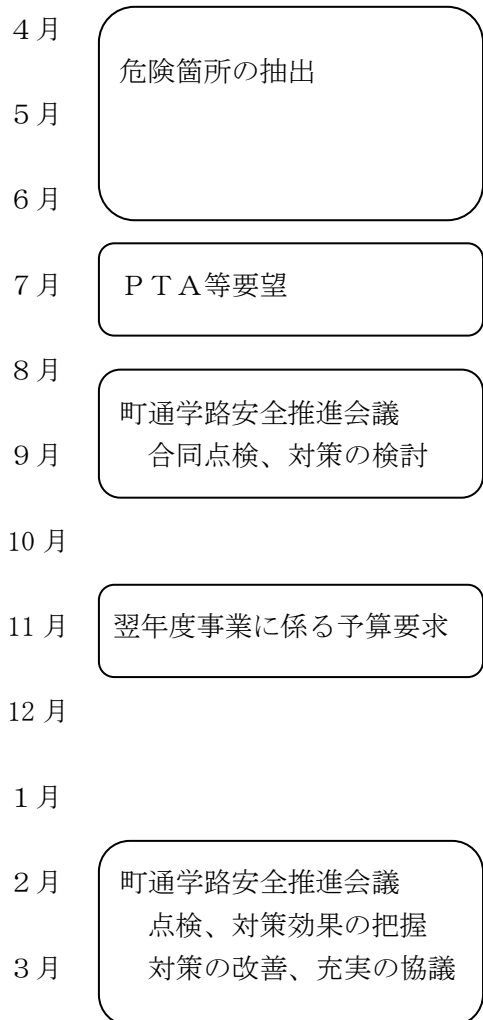 ４月
危険箇所の抽出
５月
６月
７月
ＰＴＡ等要望
８月
町通学路安全推進会議
９月
合同点検、対策の検討
10月
11月
翌年度事業に係る予算要求
12月
１月
２月
町通学路安全推進会議
点検、対策効果の把握
３月
対策の改善、充実の協議